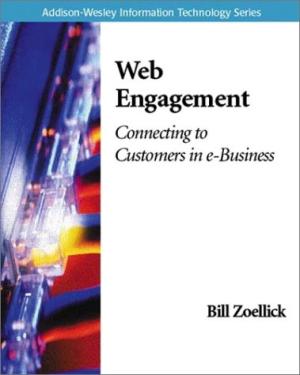 Addison-Wesley Information Technology Series
Web
Engagement
Connecting to
Customers in e-Business
Bill Zoellick